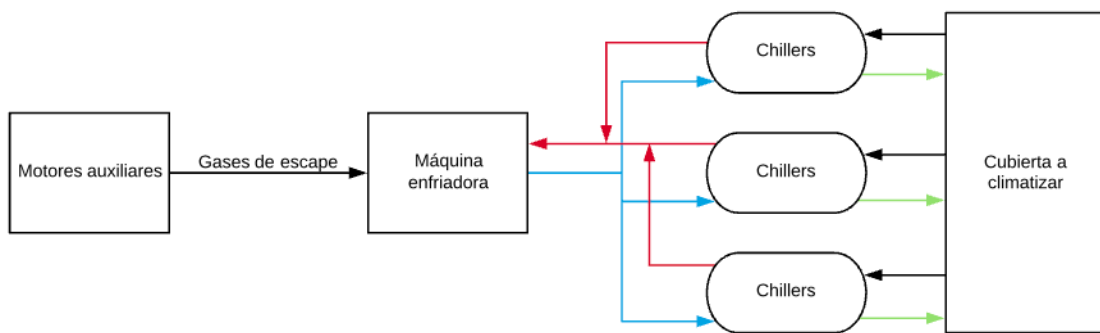 Motores auxiliares
Gases de escape
Máquina
enfriadora
Chillers
Chillers
Chillers
Cubierta a
climatizar